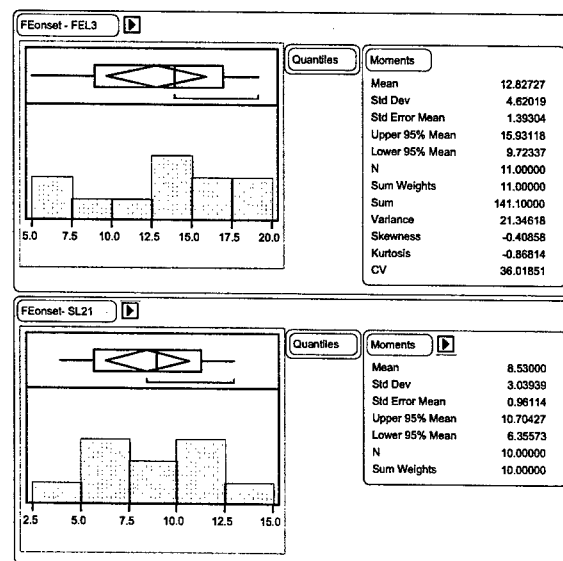 FEonset - FEL3
Quantiles
Moments
Mean 12.82727
Std Dev 4.62019
Std Error Mean 1.39304
Upper 95% Mean 15.93118
Lower 95% Mean 9.72337
N 11.00000
Sum Weights 11.00000
Sum 141.10000
Variance 21.34618
Skewness -0.40858
Kurtosis -0.86814
CV 36.01851
5.0 7.5 10.0 12.5 15.0 17.5 20.0
FEonset- SL21
Quantiles
Moments
Mean 8.53000
Std Dev 3.03939
Std Error Mean 0.96114
Upper 95% Mean 10.70427
Lower 95% Mean 6.35573
N 10.00000
Sum Weights 10.00000
2.5 5.0 7.5 10.0 12.5 15.0